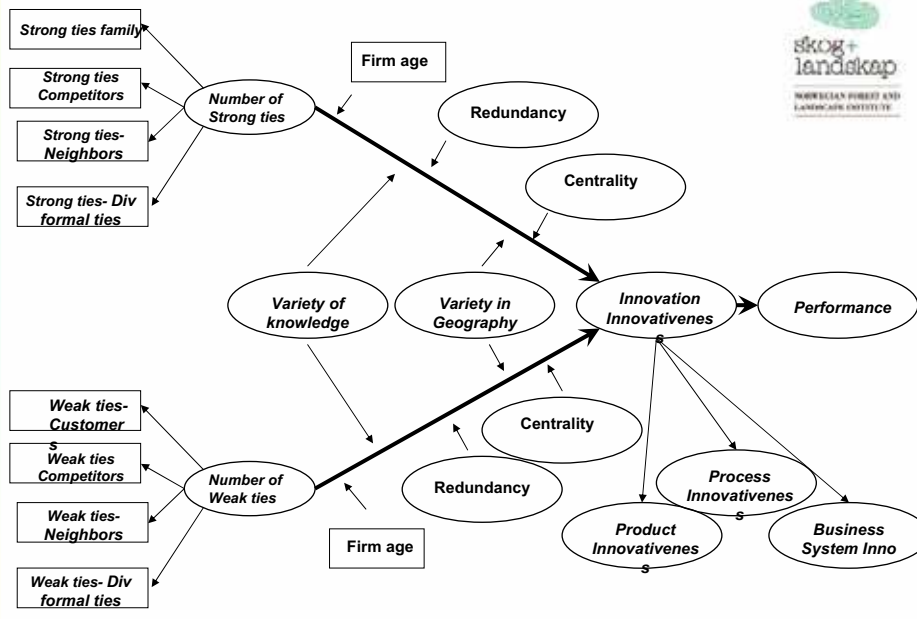 Strong ties family
Strong ties
Competitors
Strong ties-
Neighbors
Strong ties- Div
formal ties
Number of
Strong ties
Firm age
Redundancy
Centrality
skog+
landskap
NORWEGIAN FOREST AND
LANDSCAPE INSTITUTE
Variety of
knowledge
Variety in
Geography
Innovation
Innovativenes
s
Performance
Weak ties-
Customer
s
Weak ties
Competitors
Weak ties-
Neighbors
Weak ties- Div
formal ties
Number of
Weak ties
Firm age
Redundancy
Centrality
Process
Innovativenes
s
Product
Innovativenes
s
Business
System Inno